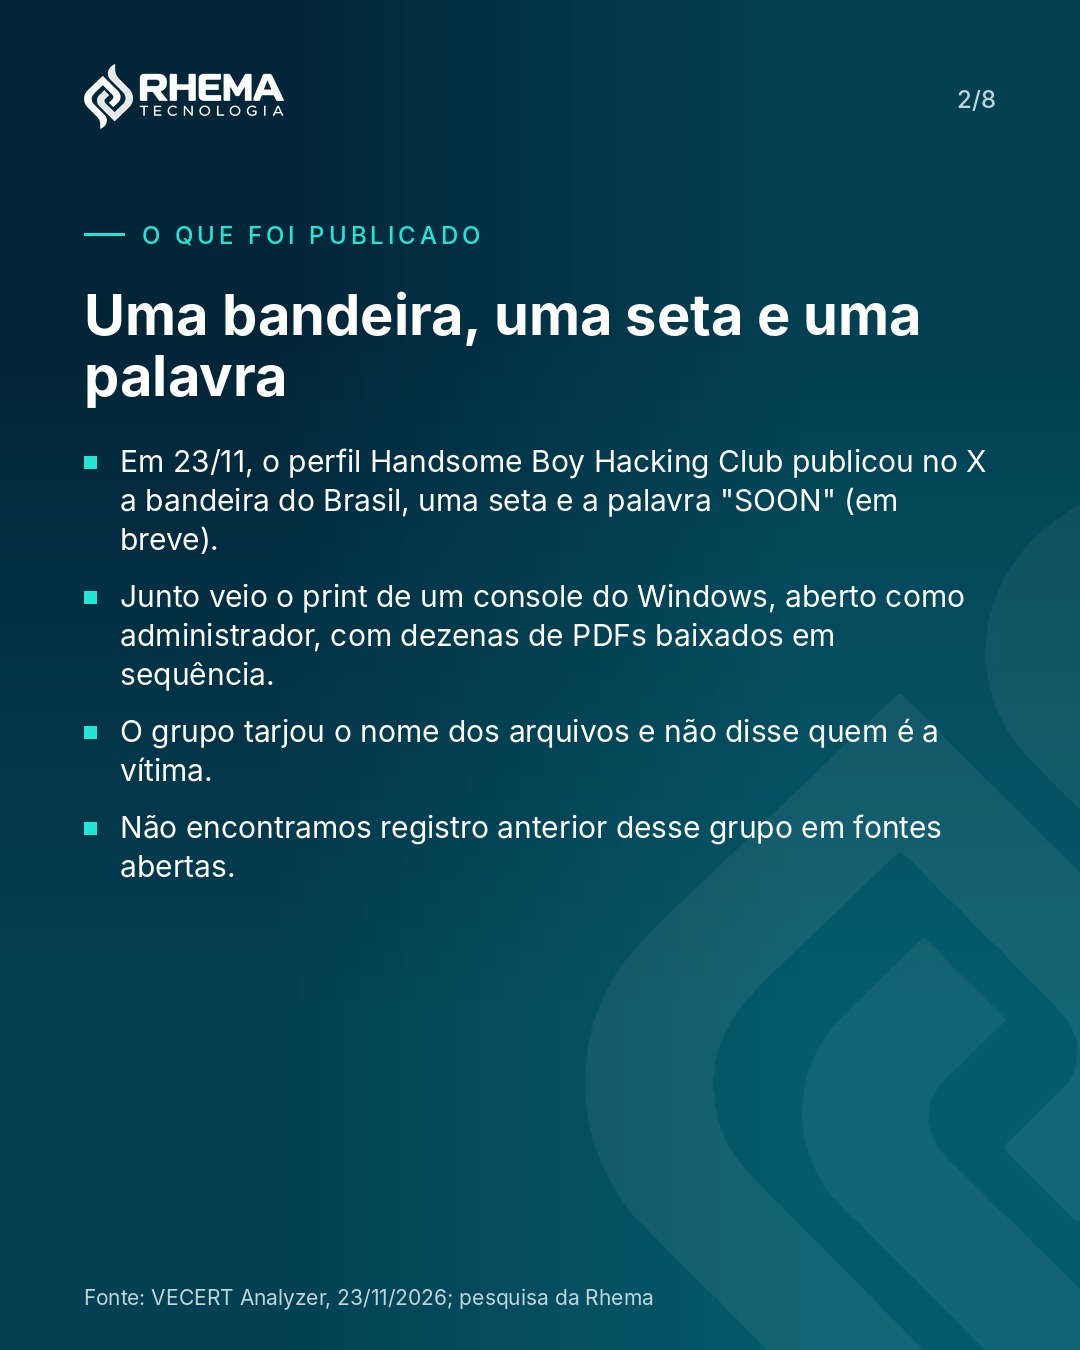 RHEMA
TECNOLOGIA
2/8
O QUE FOI PUBLICADO
Uma bandeira, uma seta e uma
palavra
Em 23/11, o perfil Handsome Boy Hacking Club publicou no X
a bandeira do Brasil, uma seta e a palavra "SOON" (em
breve).
Junto veio o print de um console do Windows, aberto como
administrador, com dezenas de PDFs baixados em
sequência.
O grupo tarjou o nome dos arquivos e não disse quem é a
vítima.
Não encontramos registro anterior desse grupo em fontes
abertas.
Fonte: VECERT Analyzer, 23/11/2026; pesquisa da Rhema